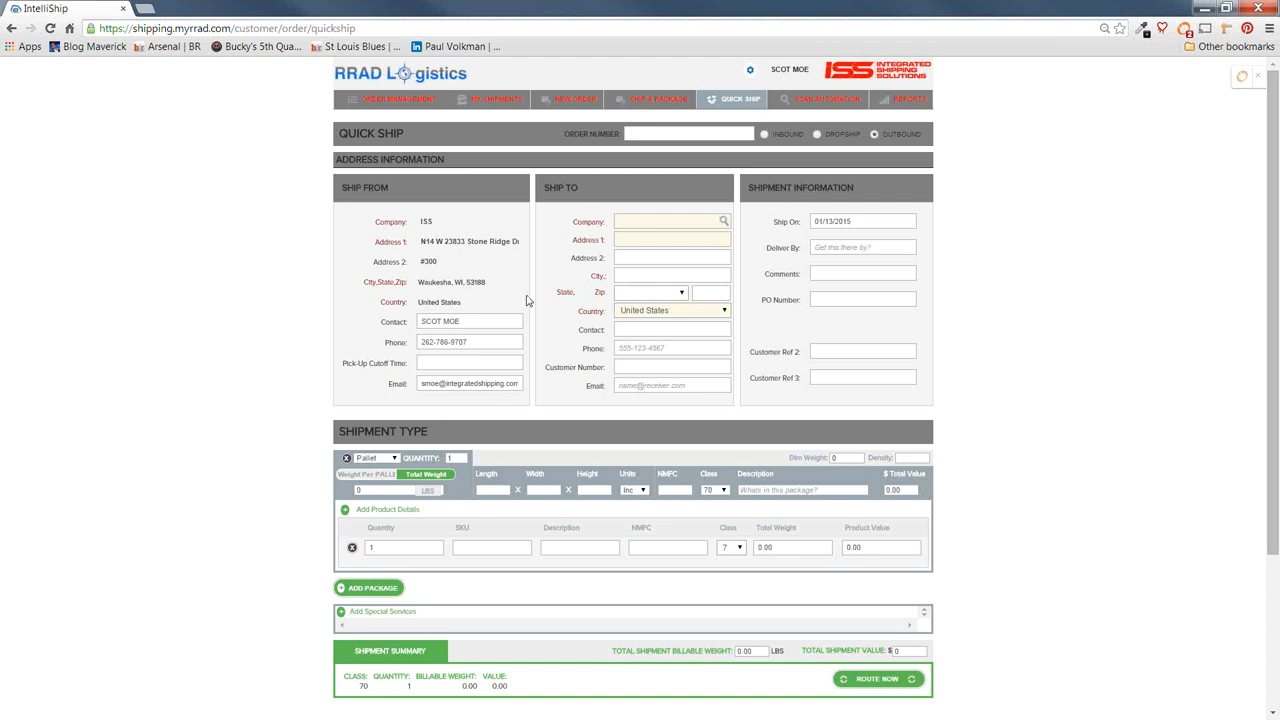 IntelliShip
https://shipping.myrrad.com/customer/order/quickship
Apps Blog Maverick Arsenal | BR Bucky's 5th Qua... St Louis Blues | ... Paul Volkman | ... Other bookmarks
RRAD Logistics SCOT MOE ISS INTEGRATED SHIPPING SOLUTIONS
ORDER MANAGEMENT MY SHIPMENTS NEW ORDER SHIP A PACKAGE QUICK SHIP SCAN AUTOMATION REPORTS
QUICK SHIP ORDER NUMBER: INBOUND DROPSHIP OUTBOUND
ADDRESS INFORMATION
SHIP FROM
Company: ISS
Address 1: N14 W 23833 Stone Ridge Dr
Address 2: #300
City,State,Zip: Waukesha, WI, 53188
Country: United States
Contact: SCOT MOE
Phone: 262-786-9707
Pick-Up Cutoff Time:
Email: smoe@integratedshipping.com
SHIP TO
Company:
Address 1:
Address 2:
City,:
State, Zip
Country: United States
Contact:
Phone: 555-123-4567
Customer Number:
Email: name@receiver.com
SHIPMENT INFORMATION
Ship On: 01/13/2015
Deliver By: Get this there by?
Comments:
PO Number:
Customer Ref 2:
Customer Ref 3:
SHIPMENT TYPE
Pallet QUANTITY: 1 Dim Weight: 0 Density:
Weight Per PALLE Total Weight Length Width Height Units NMFC Class Description $ Total Value
0 LBS X X Inc 70 Whats in this package? 0.00
Add Product Details
Quantity SKU Description NMFC Class Total Weight Product Value
1 7 0.00 0.00
ADD PACKAGE
Add Special Services
SHIPMENT SUMMARY TOTAL SHIPMENT BILLABLE WEIGHT: 0.00 LBS TOTAL SHIPMENT VALUE: $ 0
CLASS: QUANTITY: BILLABLE WEIGHT: VALUE:
70 1 0.00 0.00
ROUTE NOW